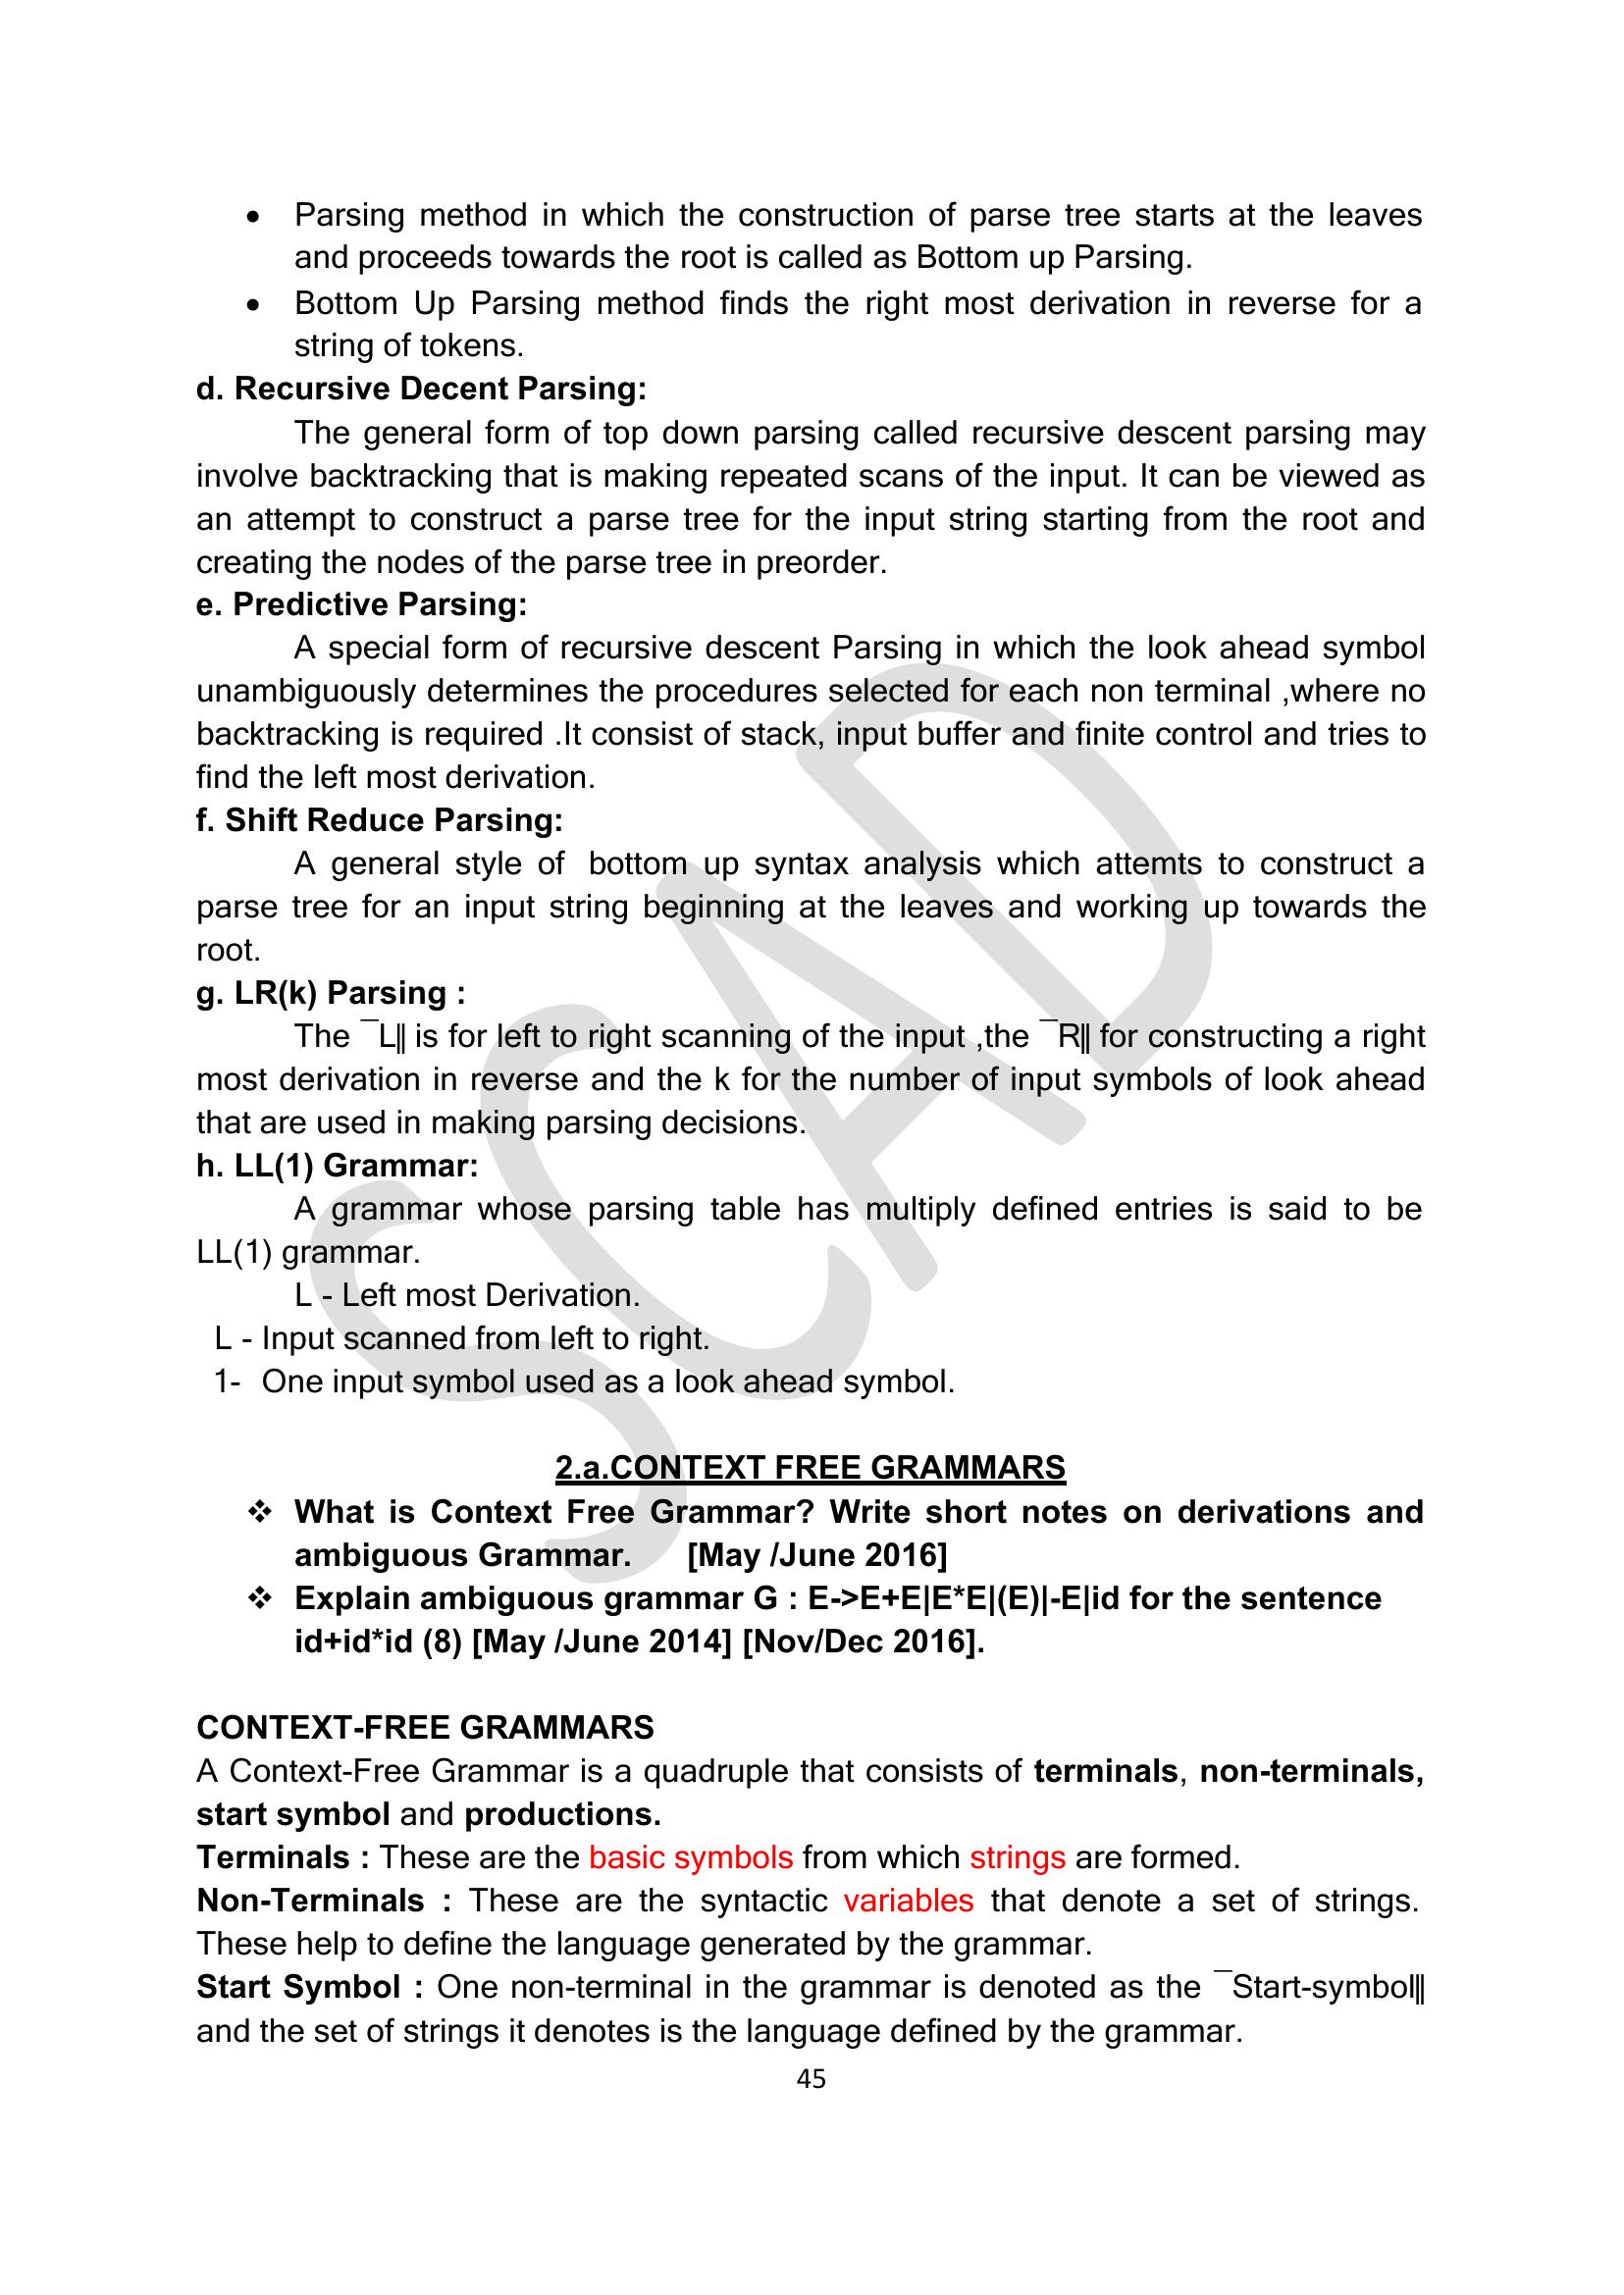 • Parsing method in which the construction of parse tree starts at the leaves
and proceeds towards the root is called as Bottom up Parsing.
• Bottom Up Parsing method finds the right most derivation in reverse for a
string of tokens.
d. Recursive Decent Parsing:
The general form of top down parsing called recursive descent parsing may
involve backtracking that is making repeated scans of the input. It can be viewed as
an attempt to construct a parse tree for the input string starting from the root and
creating the nodes of the parse tree in preorder.
e. Predictive Parsing:
A special form of recursive descent Parsing in which the look ahead symbol
unambiguously determines the procedures selected for each non terminal ,where no
backtracking is required .It consist of stack, input buffer and finite control and tries to
find the left most derivation.
f. Shift Reduce Parsing:
A general style of bottom up syntax analysis which attemts to construct a
parse tree for an input string beginning at the leaves and working up towards the
root.
g. LR(k) Parsing :
The ¯L‖ is for left to right scanning of the input ,the ¯R‖ for constructing a right
most derivation in reverse and the k for the number of input symbols of look ahead
that are used in making parsing decisions.
h. LL(1) Grammar:
A grammar whose parsing table has multiply defined entries is said to be
LL(1) grammar.
L - Left most Derivation.
L - Input scanned from left to right.
1- One input symbol used as a look ahead symbol.
2.a.CONTEXT FREE GRAMMARS
❖ What is Context Free Grammar? Write short notes on derivations and
ambiguous Grammar. [May /June 2016]
❖ Explain ambiguous grammar G : E->E+E|E*E|(E)|-E|id for the sentence
id+id*id (8) [May /June 2014] [Nov/Dec 2016].
CONTEXT-FREE GRAMMARS
A Context-Free Grammar is a quadruple that consists of terminals, non-terminals,
start symbol and productions.
Terminals : These are the basic symbols from which strings are formed.
Non-Terminals : These are the syntactic variables that denote a set of strings.
These help to define the language generated by the grammar.
Start Symbol : One non-terminal in the grammar is denoted as the ¯Start-symbol‖
and the set of strings it denotes is the language defined by the grammar.
45
SCAD